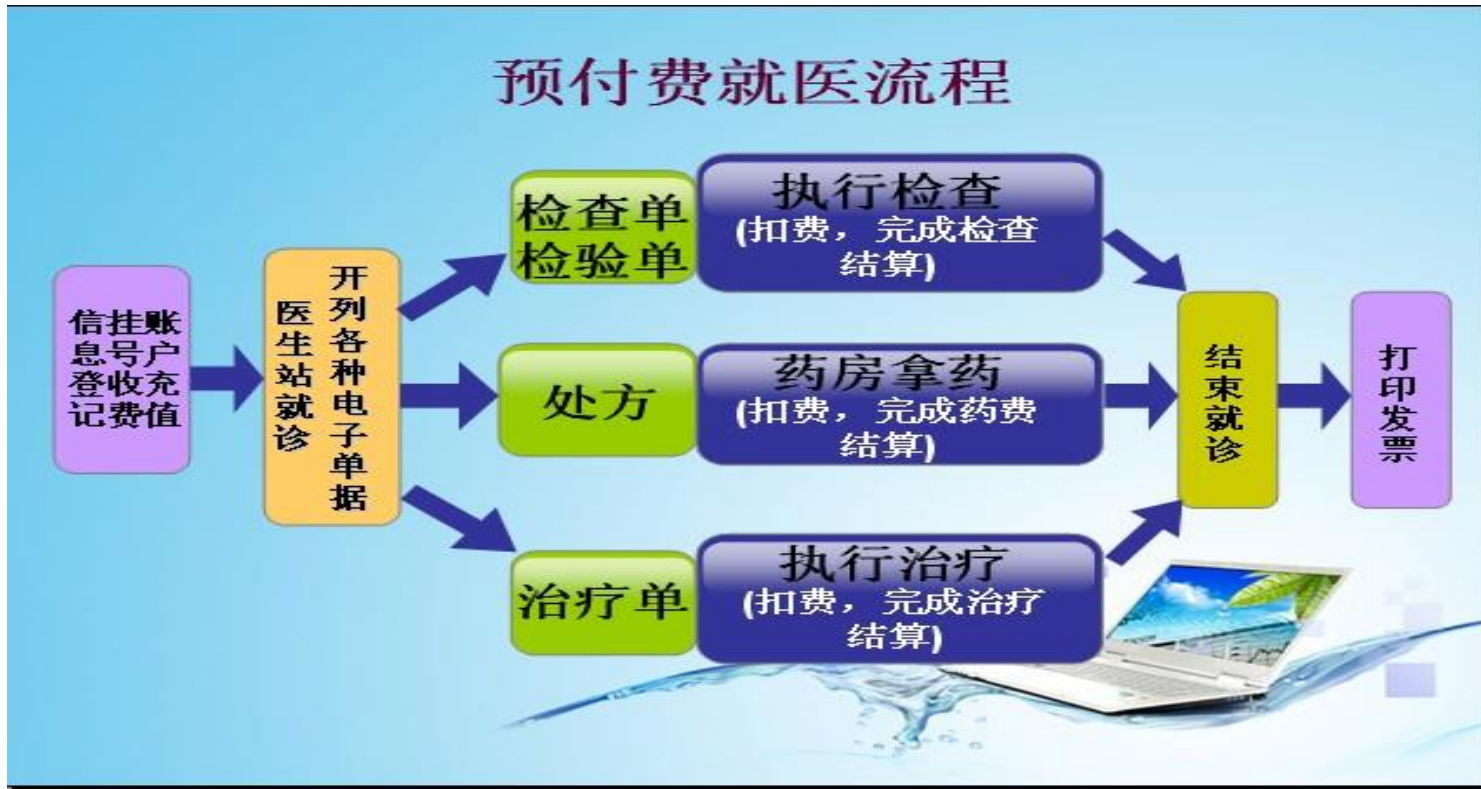 预付费就医流程
信息登记
挂号收费
账户充值
医生站就诊
开列各种电子单据
检查单
检验单
执行检查
(扣费，完成检查
结算)
处方
药房拿药
(扣费，完成药费
结算)
治疗单
执行治疗
(扣费，完成治疗
结算)
结束就诊
打印发票